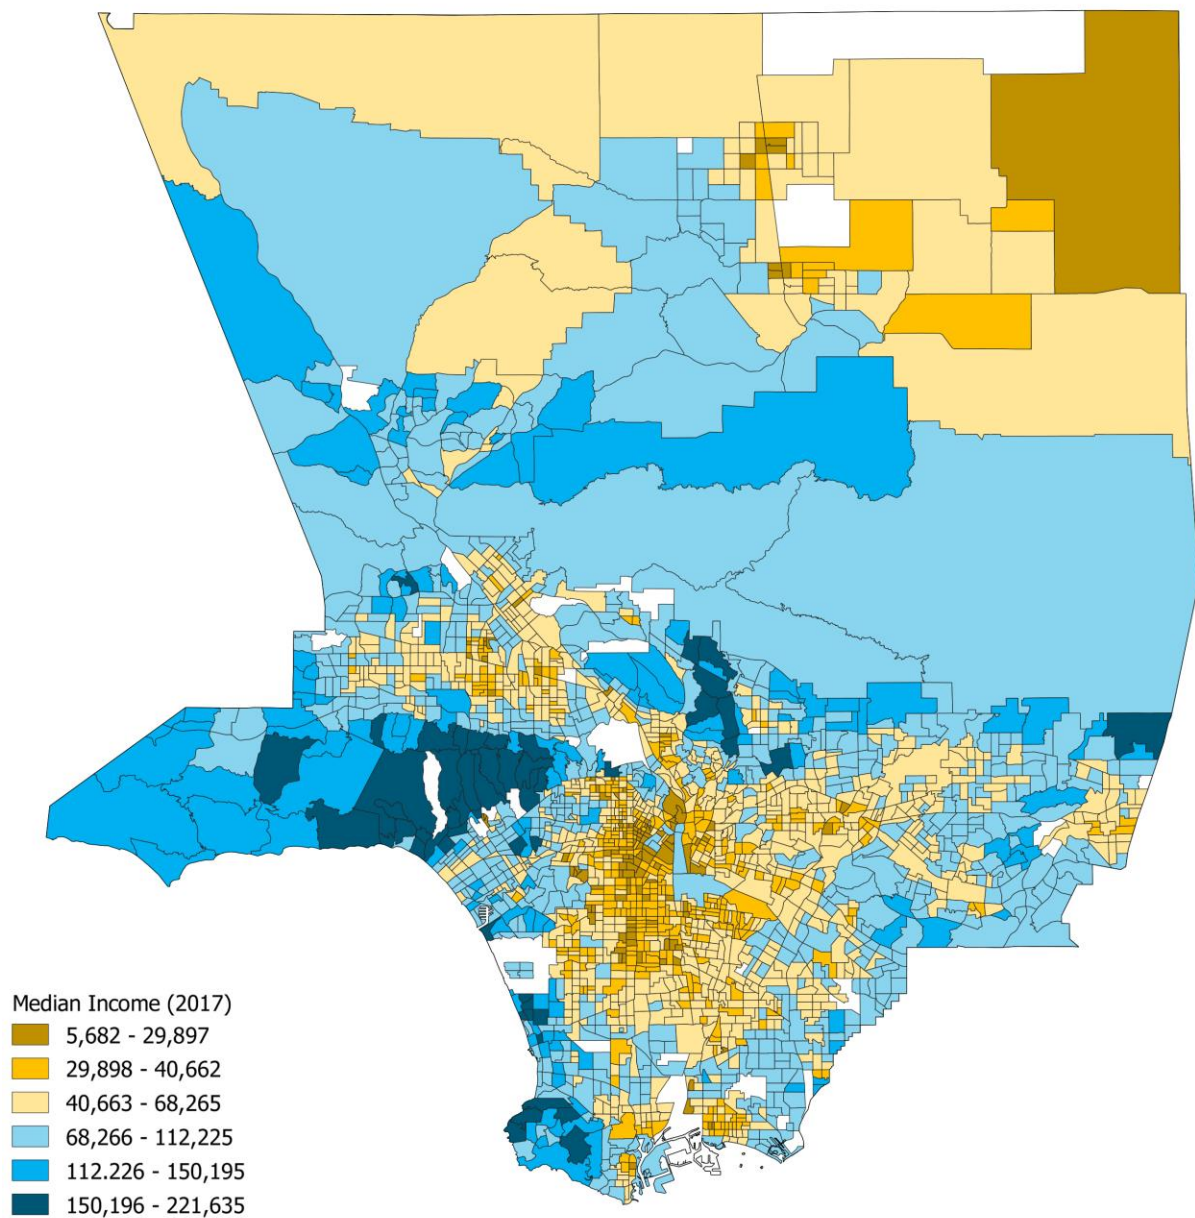 Median Income (2017)
5,682 - 29,897
29,898 - 40,662
40,663 - 68,265
68,266 - 112,225
112.226 - 150,195
150,196 - 221,635